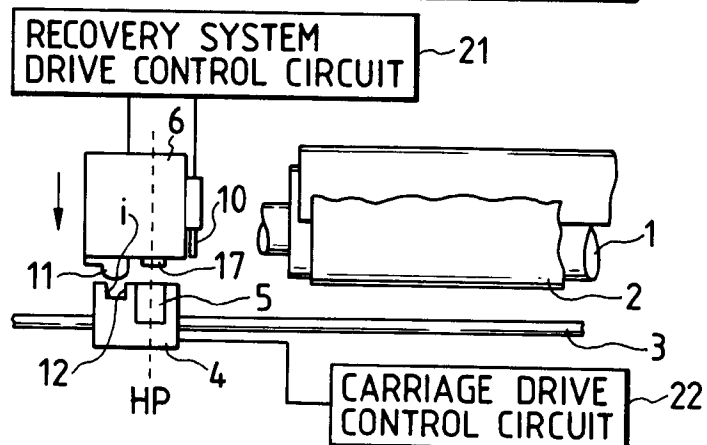 RECOVERY SYSTEM
DRIVE CONTROL CIRCUIT
21
6
i
10
1
11
17
2
5
3
12
4
HP
CARRIAGE DRIVE
CONTROL CIRCUIT
22